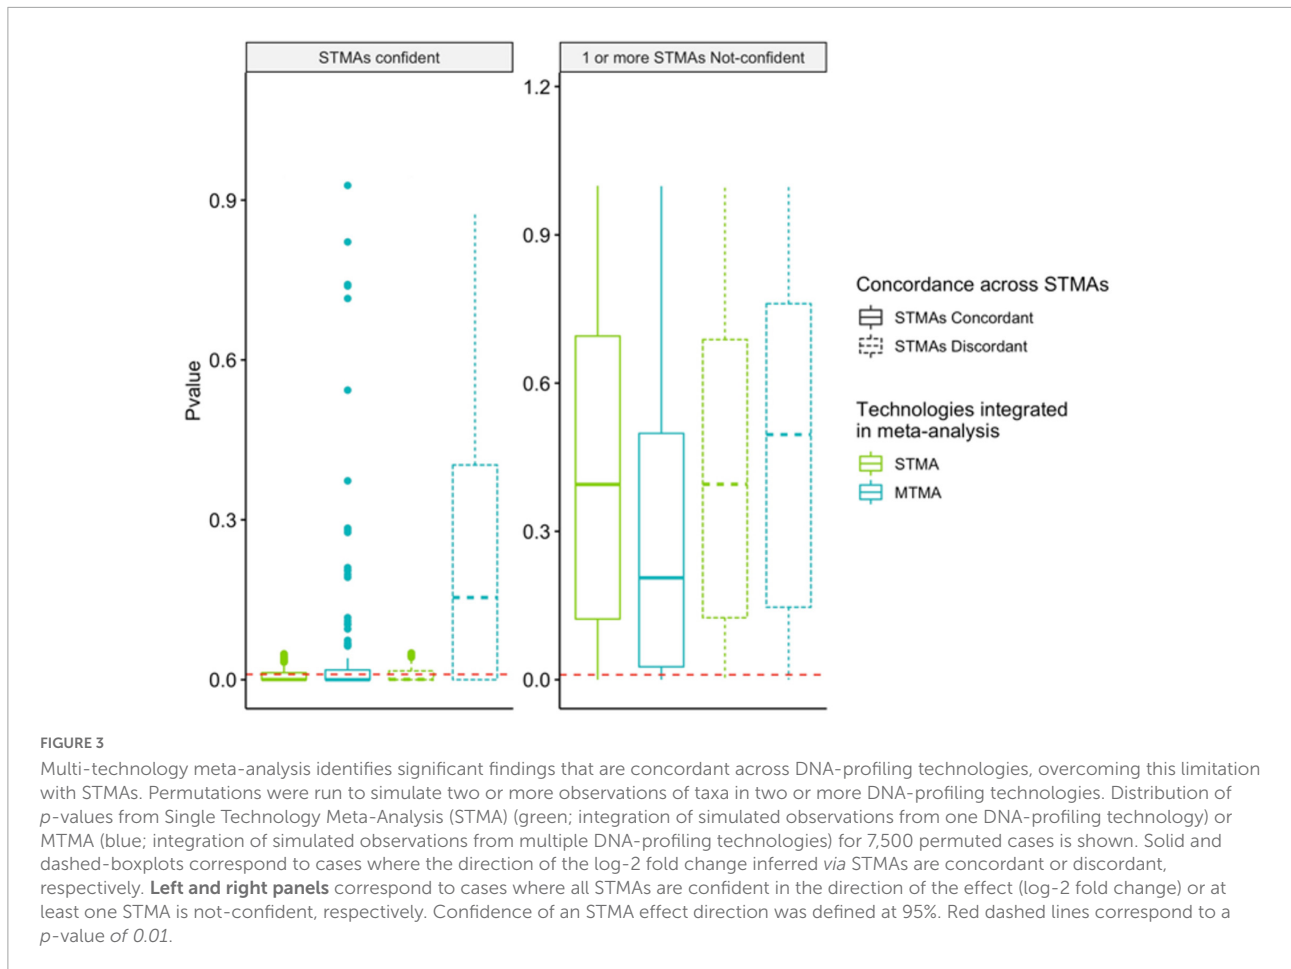 STMAs confident
1 or more STMAs Not-confident
1.2
0.9
0.9
0.6
0.6
0.3
0.3
0.0
0.0
Pvalue
Concordance across STMAs
STMAs Concordant
STMAs Discordant
Technologies integrated
in meta-analysis
STMA
MTMA
FIGURE 3
Multi-technology meta-analysis identifies significant findings that are concordant across DNA-profiling technologies, overcoming this limitation
with STMAs. Permutations were run to simulate two or more observations of taxa in two or more DNA-profiling technologies. Distribution of
p-values from Single Technology Meta-Analysis (STMA) (green; integration of simulated observations from one DNA-profiling technology) or
MTMA (blue; integration of simulated observations from multiple DNA-profiling technologies) for 7,500 permuted cases is shown. Solid and
dashed-boxplots correspond to cases where the direction of the log-2 fold change inferred via STMAs are concordant or discordant,
respectively. Left and right panels correspond to cases where all STMAs are confident in the direction of the effect (log-2 fold change) or at
least one STMA is not-confident, respectively. Confidence of an STMA effect direction was defined at 95%. Red dashed lines correspond to a
p-value of 0.01.